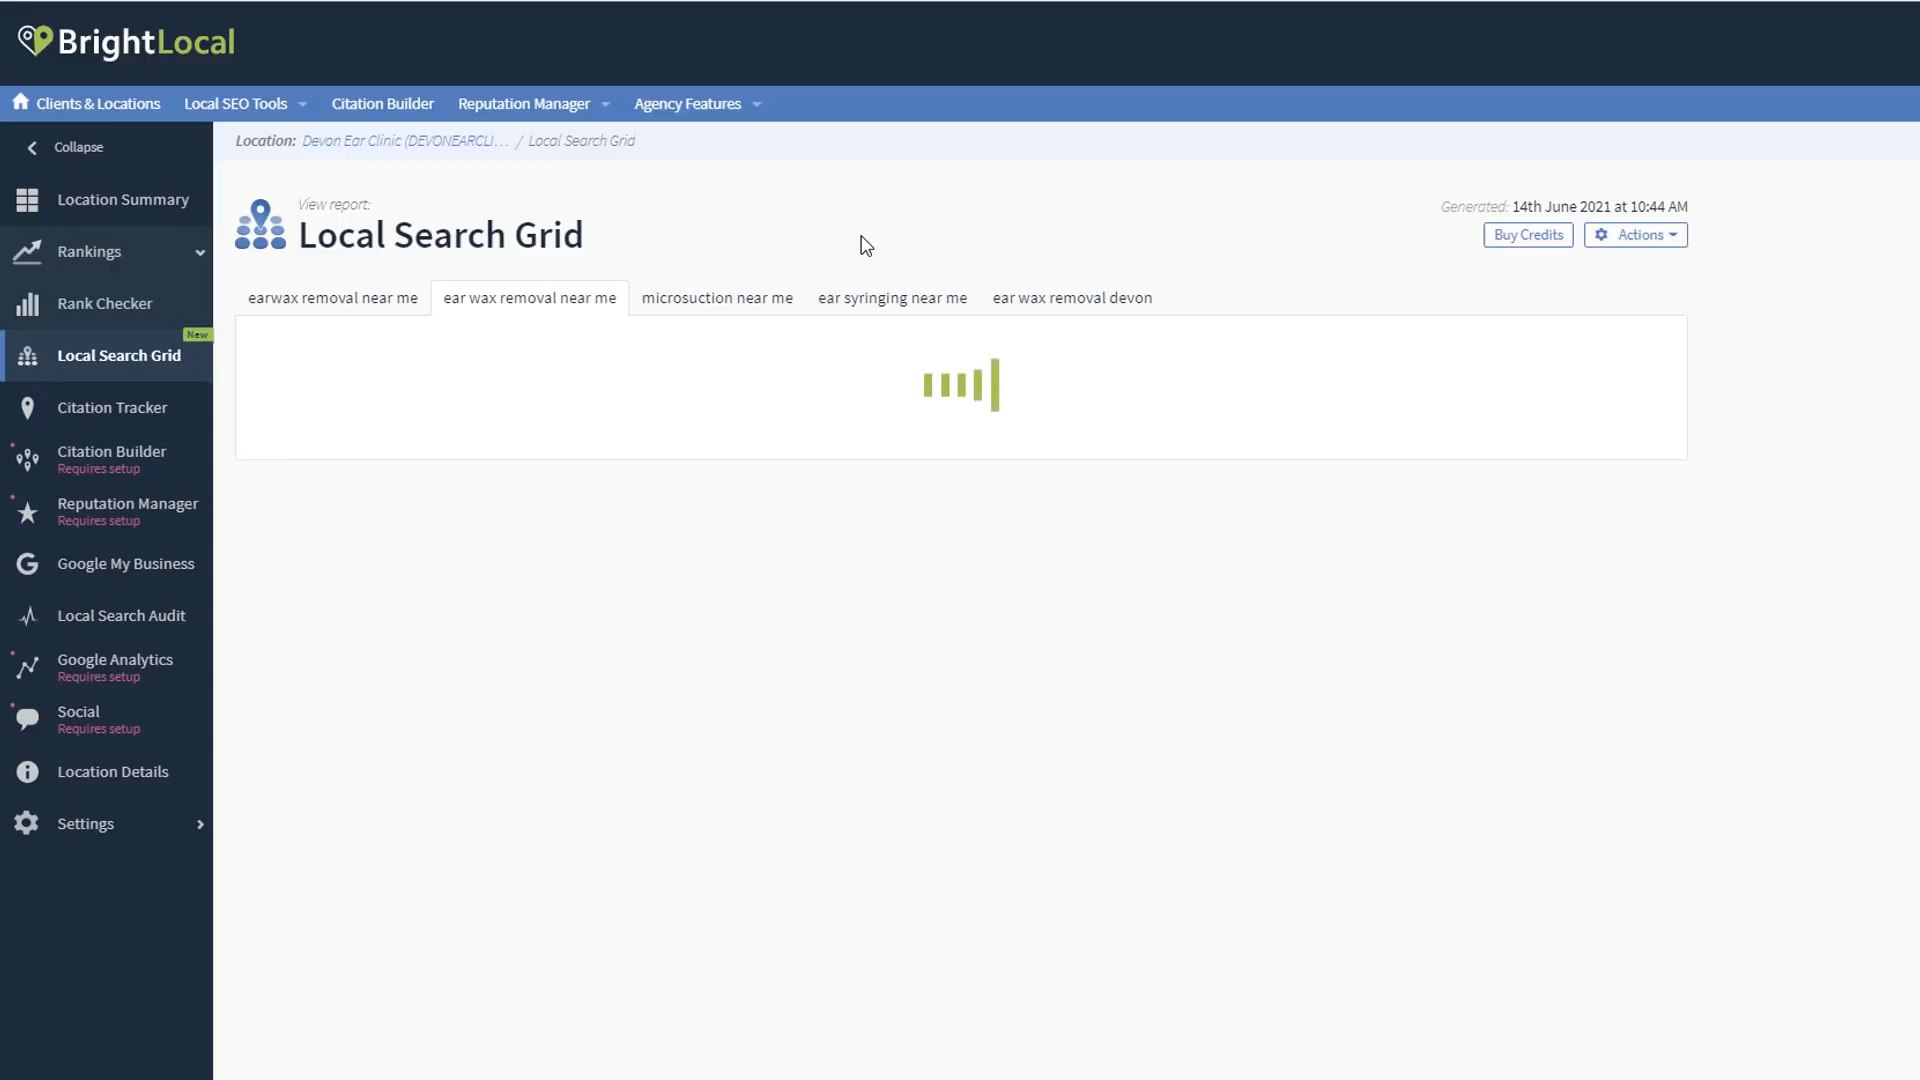 BrightLocal
Clients & Locations Local SEO Tools Citation Builder Reputation Manager Agency Features
Collapse
Location: Devon Ear Clinic (DEVONEARCLI... / Local Search Grid
Location Summary
View report:
Local Search Grid
Generated: 14th June 2021 at 10:44 AM
Buy Credits Actions
Rankings
Rank Checker
earwax removal near me ear wax removal near me microsuction near me ear syringing near me ear wax removal devon
New
Local Search Grid
Citation Tracker
Citation Builder
Requires setup
Reputation Manager
Requires setup
Google My Business
Local Search Audit
Google Analytics
Requires setup
Social
Requires setup
Location Details
Settings